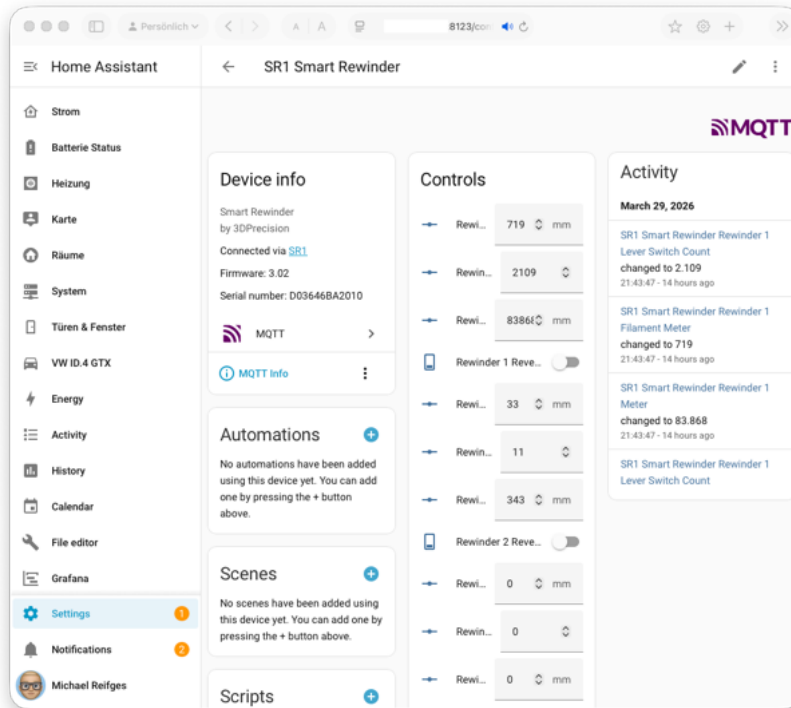 Persönlich
A A
8123/con
Home Assistant
SR1 Smart Rewinder
Strom
Batterie Status
Heizung
Karte
Räume
System
Türen & Fenster
VW ID.4 GTX
Energy
Activity
History
Calendar
File editor
Grafana
Settings 1
Notifications 2
Michael Reifges
MQTT
Device info
Smart Rewinder
by 3DPrecision
Connected via SR1
Firmware: 3.02
Serial number: D03646BA2010
MQTT
MQTT Info
Automations
No automations have been added
using this device yet. You can add
one by pressing the + button
above.
Scenes
No scenes have been added using
this device yet. You can add one by
pressing the + button above.
Scripts
Controls
Rewi... 719 mm
Rewin... 2109
Rewi... 83868 mm
Rewinder 1 Reve...
Rewi... 33 mm
Rewin... 11
Rewi... 343 mm
Rewinder 2 Reve...
Rewi... 0 mm
Rewin... 0
Rewi... 0 mm
Activity
March 29, 2026
SR1 Smart Rewinder Rewinder 1
Lever Switch Count
changed to 2.109
21:43:47 - 14 hours ago
SR1 Smart Rewinder Rewinder 1
Filament Meter
changed to 719
21:43:47 - 14 hours ago
SR1 Smart Rewinder Rewinder 1
Meter
changed to 83.868
21:43:47 - 14 hours ago
SR1 Smart Rewinder Rewinder 1
Lever Switch Count